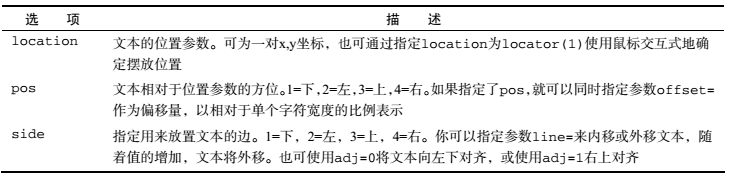 选 项 描 述
location 文本的位置参数。可为一对x,y坐标，也可通过指定location为locator(1)使用鼠标交互式地确
定摆放位置
pos 文本相对于位置参数的方位。1=下,2=左,3=上,4=右。如果指定了pos,就可以同时指定参数offset=
作为偏移量，以相对于单个字符宽度的比例表示
side 指定用来放置文本的边。1=下，2=左，3=上，4=右。你可以指定参数line=来内移或外移文本，随
着值的增加，文本将外移。也可使用adj=0将文本向左下对齐，或使用adj=1右上对齐